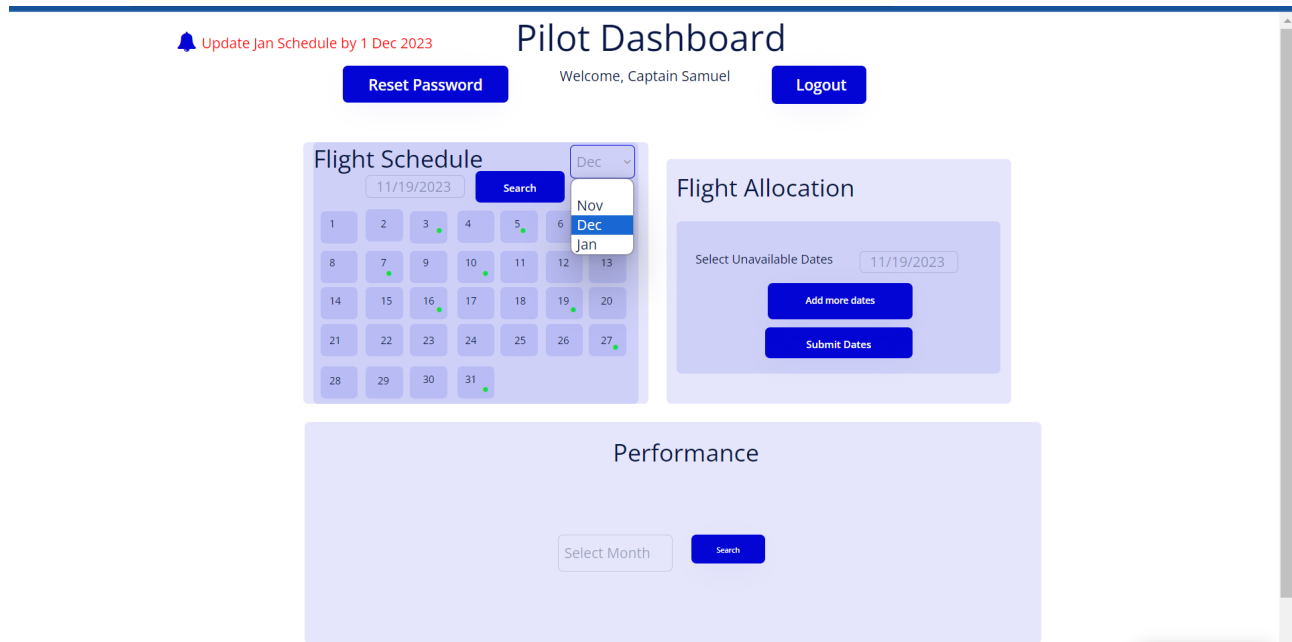 Update Jan Schedule by 1 Dec 2023
Pilot Dashboard
Welcome, Captain Samuel
Reset Password
Logout
Flight Schedule
Dec
11/19/2023
Search
Nov
Dec
Jan
1 2 3 4 5 6
8 7 9 10 11 12 13
14 15 16 17 18 19 20
21 22 23 24 25 26 27
28 29 30 31
Flight Allocation
Select Unavailable Dates
11/19/2023
Add more dates
Submit Dates
Performance
Select Month
Search